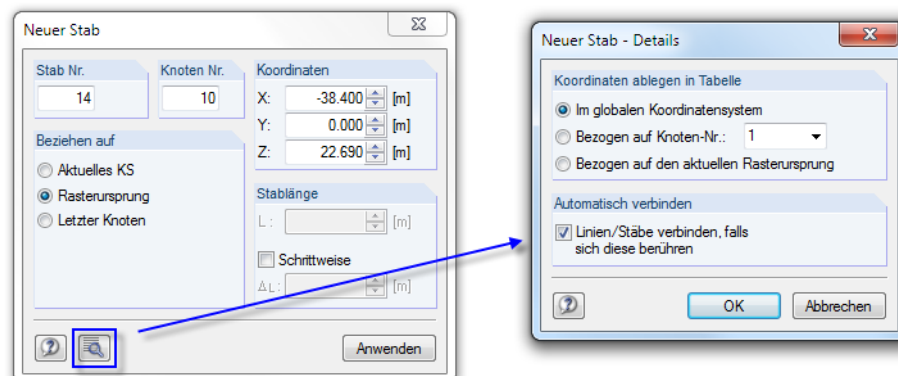 Neuer Stab
Stab Nr.
14
Knoten Nr.
10
Koordinaten
X: -38.400 [m]
Y: 0.000 [m]
Z: 22.690 [m]
Beziehen auf
Aktuelles KS
Rasterursprung
Letzter Knoten
Stablänge
L: [m]
Schrittweise
ΔL: [m]
Anwenden
Neuer Stab - Details
Koordinaten ablegen in Tabelle
Im globalen Koordinatensystem
Bezogen auf Knoten-Nr.: 1
Bezogen auf den aktuellen Rasterursprung
Automatisch verbinden
Linien/Stäbe verbinden, falls
sich diese berühren
OK
Abbrechen